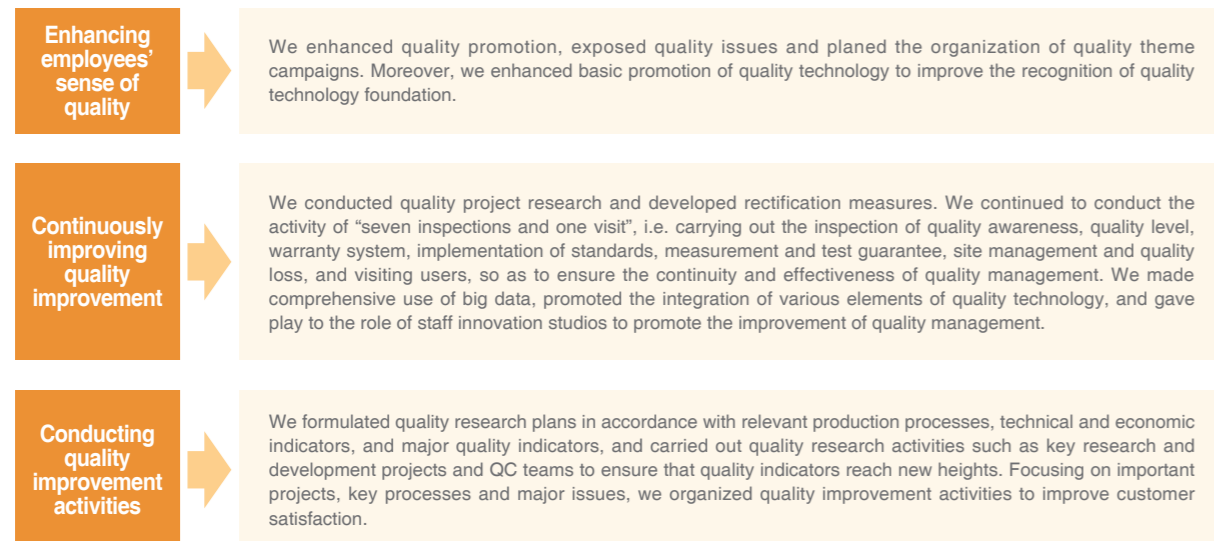 Enhancing
employees'
sense of
quality
We enhanced quality promotion, exposed quality issues and planed the organization of quality theme
campaigns. Moreover, we enhanced basic promotion of quality technology to improve the recognition of quality
technology foundation.
Continuously
improving
quality
improvement
We conducted quality project research and developed rectification measures. We continued to conduct the
activity of “seven inspections and one visit”, i.e. carrying out the inspection of quality awareness, quality level,
warranty system, implementation of standards, measurement and test guarantee, site management and quality
loss, and visiting users, so as to ensure the continuity and effectiveness of quality management. We made
comprehensive use of big data, promoted the integration of various elements of quality technology, and gave
play to the role of staff innovation studios to promote the improvement of quality management.
Conducting
quality
improvement
activities
We formulated quality research plans in accordance with relevant production processes, technical and economic
indicators, and major quality indicators, and carried out quality research activities such as key research and
development projects and QC teams to ensure that quality indicators reach new heights. Focusing on important
projects, key processes and major issues, we organized quality improvement activities to improve customer
satisfaction.